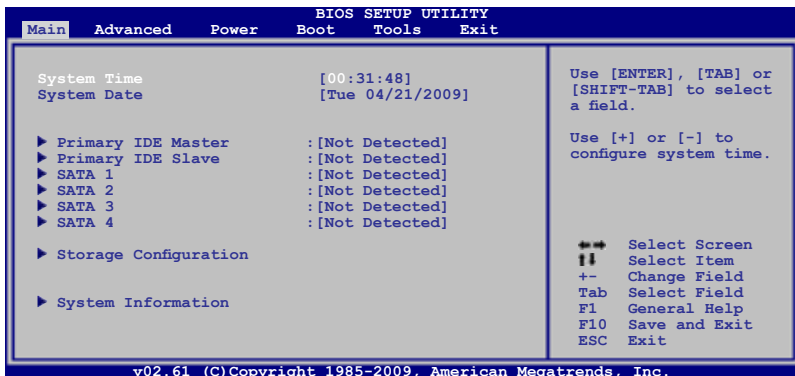 BIOS SETUP UTILITY
Main Advanced Power Boot Tools Exit
System Time [00:31:48]
System Date [Tue 04/21/2009]
Primary IDE Master :[Not Detected]
Primary IDE Slave :[Not Detected]
SATA 1 :[Not Detected]
SATA 2 :[Not Detected]
SATA 3 :[Not Detected]
SATA 4 :[Not Detected]
Storage Configuration
System Information
Use [ENTER], [TAB] or
[SHIFT-TAB] to select
a field.
Use [+] or [-] to
configure system time.
Select Screen
Select Item
+- Change Field
Tab Select Field
F1 General Help
F10 Save and Exit
ESC Exit
v02.61 (C)Copyright 1985-2009, American Megatrends, Inc.